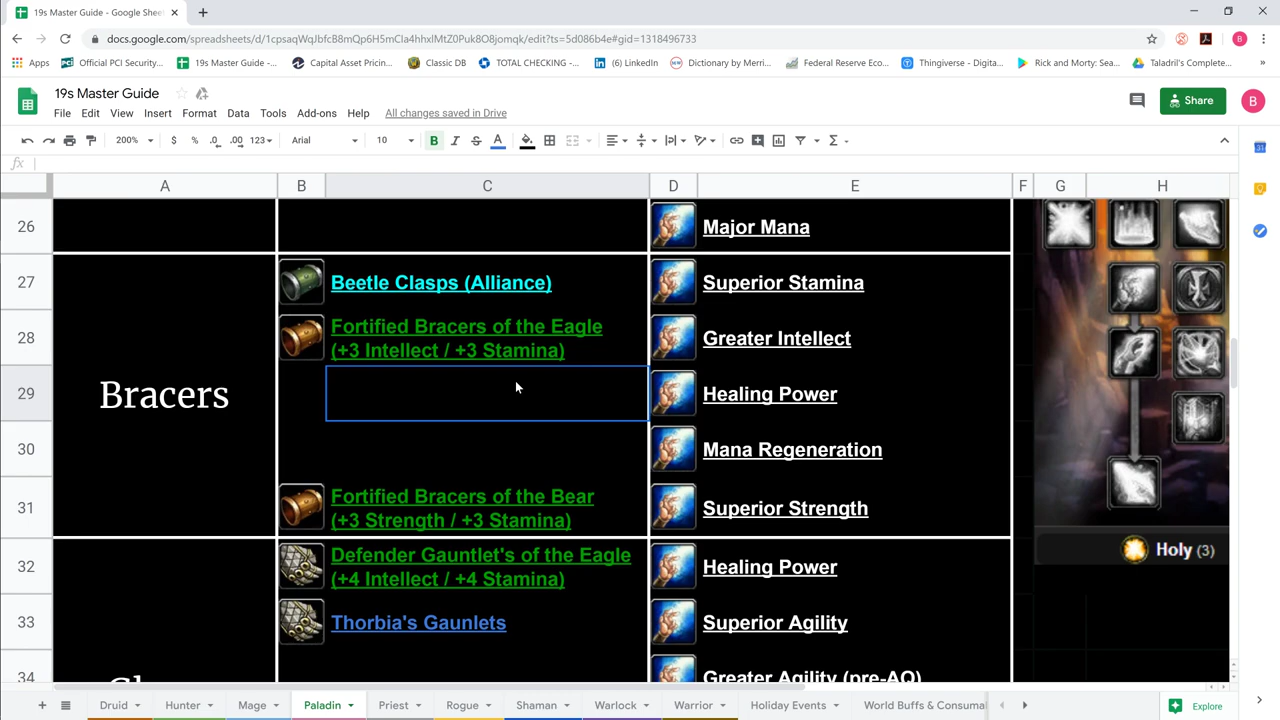 19s Master Guide - Google Shee
docs.google.com/spreadsheets/d/1cpsaqWqJbfcB8mQp6H5mCla4hhxlMtZ0Puk8O8jomqk/edit?ts=5d086b4e#gid=1318496733
Apps Official PCI Security... 19s Master Guide -... Capital Asset Pricin... Classic DB TOTAL CHECKING -... (6) LinkedIn Dictionary by Merri... Federal Reserve Eco... Thingiverse - Digita... Rick and Morty: Sea... Taladril's Complete... »
19s Master Guide
File Edit View Insert Format Data Tools Add-ons Help All changes saved in Drive
Share
B
200% $ % .0 .00 123 Arial 10 B I S A
fx
A B C D E F G H
26 Major Mana
27 Beetle Clasps (Alliance) Superior Stamina
28 Fortified Bracers of the Eagle
(+3 Intellect / +3 Stamina) Greater Intellect
29 Bracers Healing Power
30 Mana Regeneration
31 Fortified Bracers of the Bear
(+3 Strength / +3 Stamina) Superior Strength
Holy (3)
32 Defender Gauntlet's of the Eagle
(+4 Intellect / +4 Stamina) Healing Power
33 Thorbia's Gaunlets Superior Agility
34 Greater Agility (pre-AQ)
Druid Hunter Mage Paladin Priest Rogue Shaman Warlock Warrior Holiday Events World Buffs & Consumal Explore